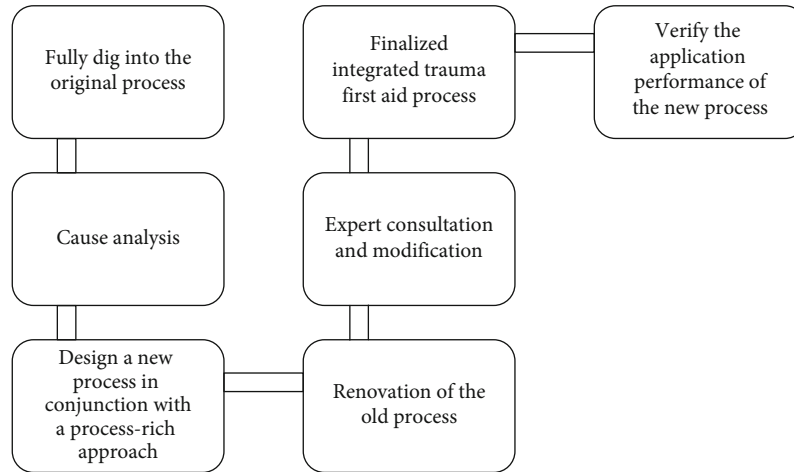 Fully dig into the
original process
Cause analysis
Design a new
process in
conjunction with
a process-rich
approach
Renovation of the
old process
Expert consultation
and modification
Finalized
integrated trauma
first aid process
Verify the
application
performance of
the new process